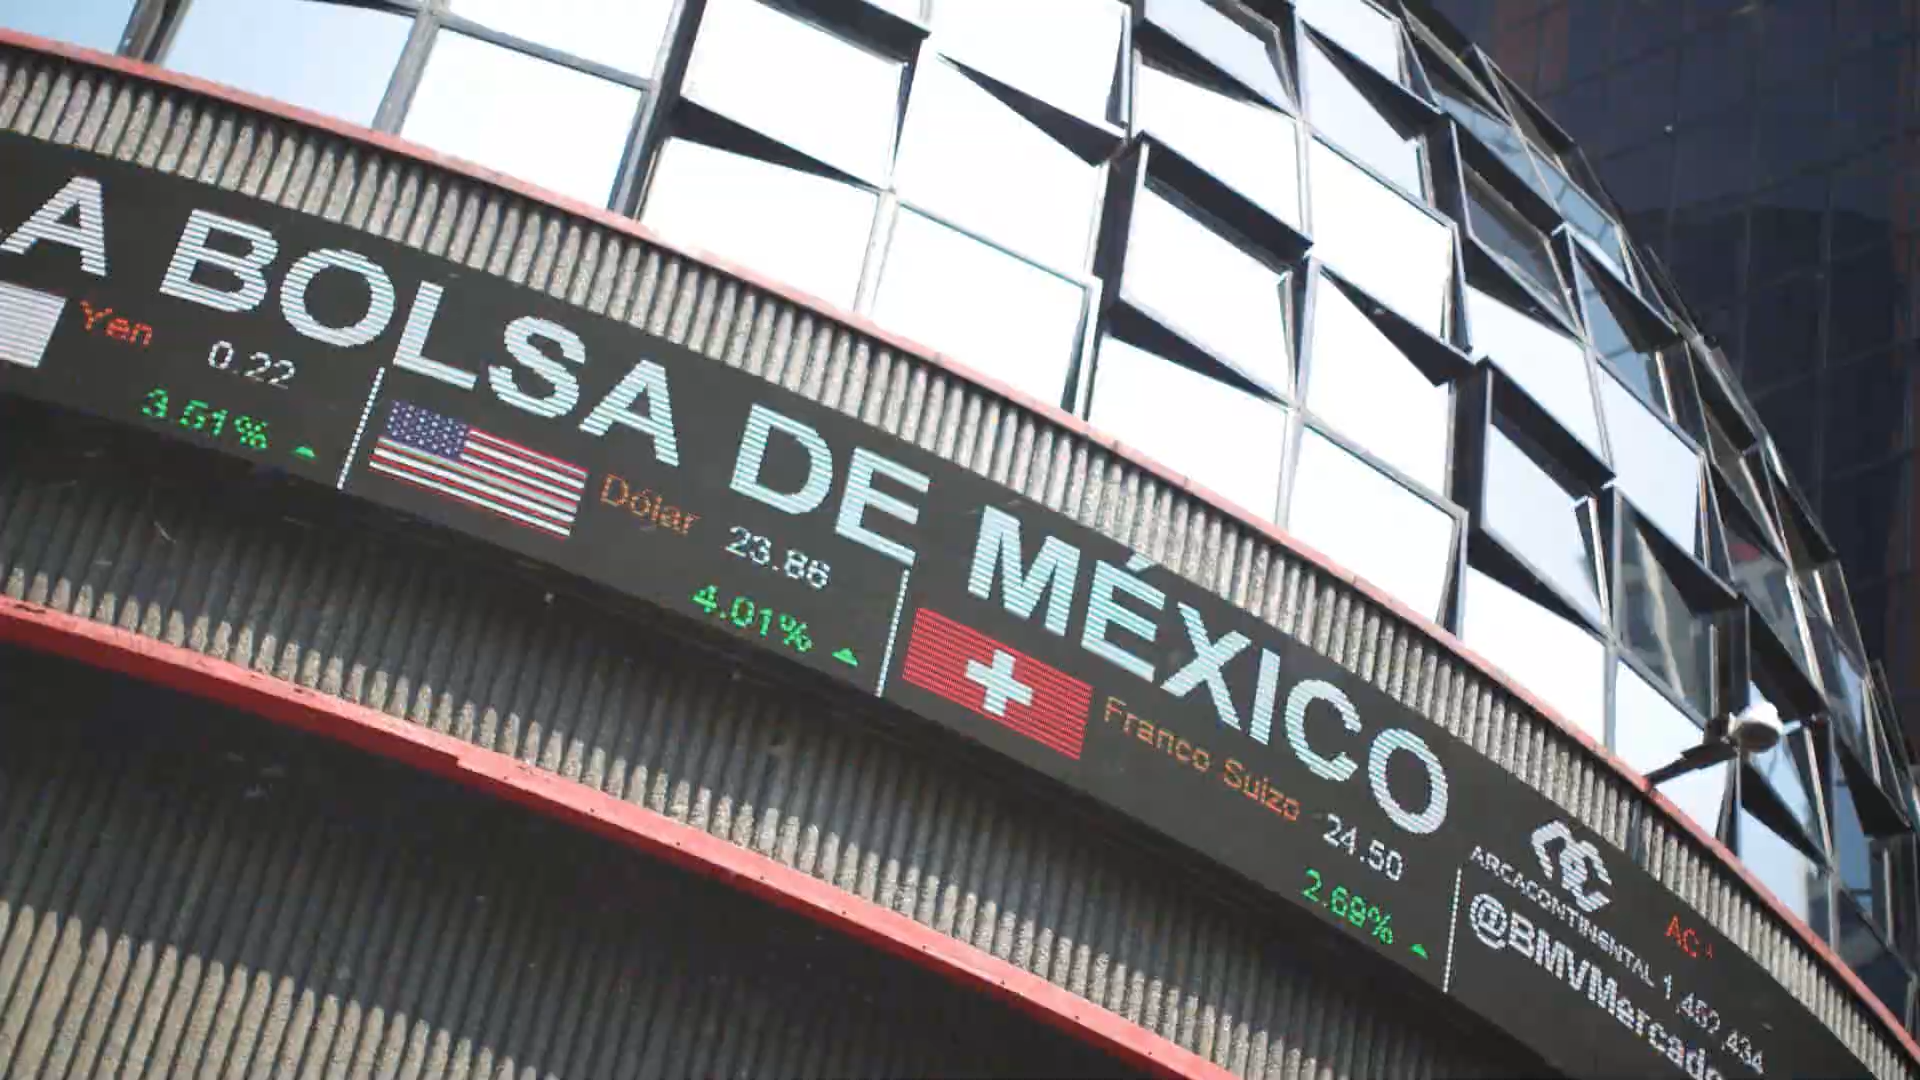 A BOLSA DE MÉXICO
Yen
0.22
3.51%
Dólar
23.86
4.01%
Franco Suizo
24.50
2.69%
ARCACONTINENTAL
AC*
@BMVMercado